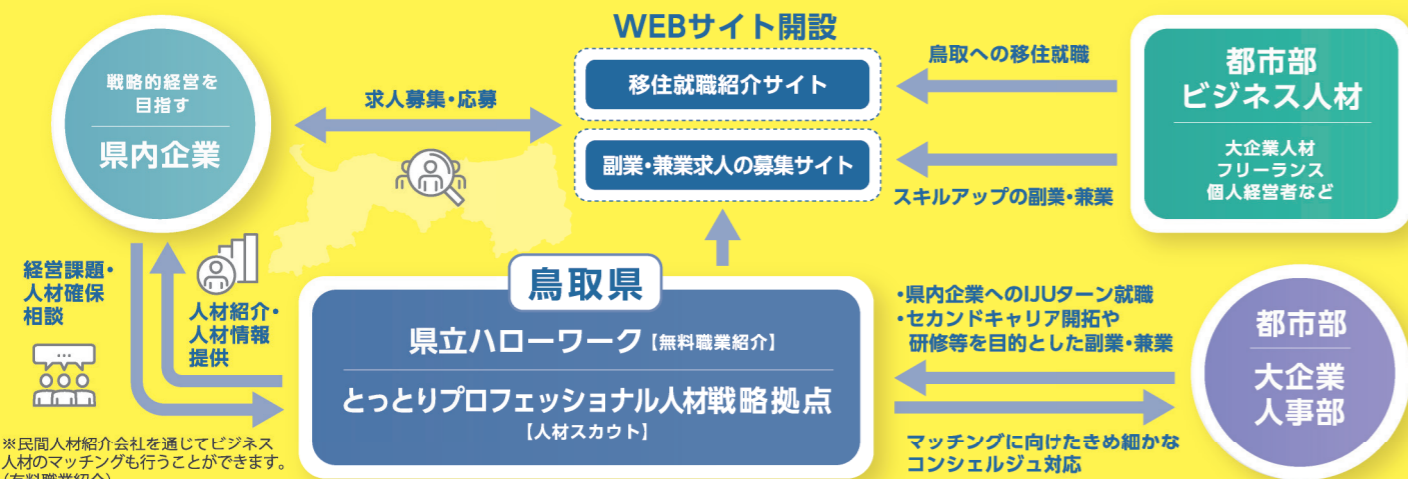 WEBサイト開設
戦略的経営を
目指す
県内企業
求人募集・応募
移住就職紹介サイト
副業・兼業求人の募集サイト
鳥取への移住就職
スキルアップの副業・兼業
都市部
ビジネス人材
大企業人材
フリーランス
個人経営者など
経営課題・
人材確保
相談
人材紹介・
人材情報
提供
鳥取県
県立ハローワーク【無料職業紹介】
とっとりプロフェッショナル人材戦略拠点
【人材スカウト】
・県内企業へのIJUターン就職
・セカンドキャリア開拓や
研修等を目的とした副業・兼業
マッチングに向けたきめ細かな
コンシェルジュ対応
都市部
大企業
人事部
※民間人材紹介会社を通じてビジネス
人材のマッチングも行うことができます。
(有料職業紹介)